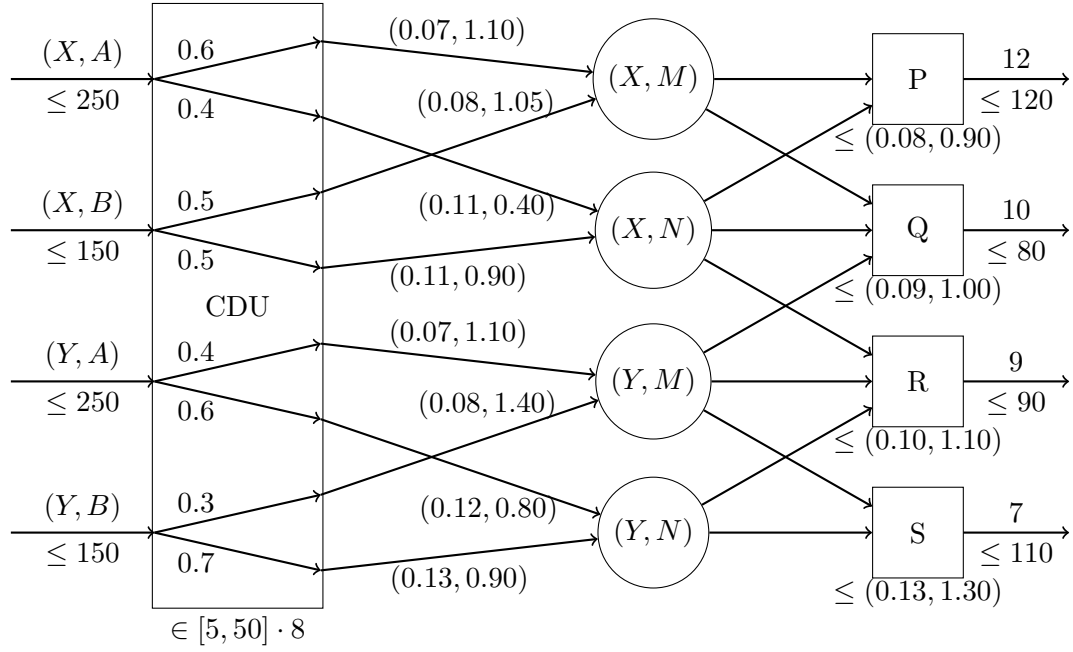 (X, A)
≤ 250
0.6
0.4
(0.07, 1.10)
(X, M)
P
12
≤ 120
(0.08, 1.05)
≤ (0.08, 0.90)
(X, B)
≤ 150
0.5
0.5
(0.11, 0.40)
(X, N)
Q
10
≤ 80
(0.11, 0.90)
≤ (0.09, 1.00)
CDU
(Y, A)
≤ 250
0.4
0.6
(0.07, 1.10)
(Y, M)
R
9
≤ 90
(0.08, 1.40)
≤ (0.10, 1.10)
(Y, B)
≤ 150
0.3
0.7
(0.12, 0.80)
(Y, N)
S
7
≤ 110
(0.13, 0.90)
≤ (0.13, 1.30)
∈ [5, 50] · 8